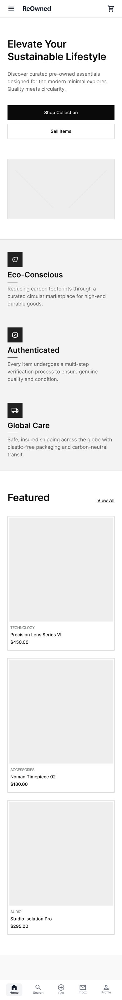 ReOwned
Elevate Your
Sustainable Lifestyle
Discover curated pre-owned essentials
designed for the modern minimal explorer.
Quality meets circularity.
Shop Collection
Sell Items
Eco-Conscious
Reducing carbon footprints through a
curated circular marketplace for high-end
durable goods.
Authenticated
Every item undergoes a multi-step
verification process to ensure genuine
quality and condition.
Global Care
Safe, insured shipping across the globe with
plastic-free packaging and carbon-neutral
transit.
Featured
View All
TECHNOLOGY
Precision Lens Series VII
$450.00
ACCESSORIES
Nomad Timepiece 02
$180.00
AUDIO
Studio Isolation Pro
$295.00
Home Search Sell Inbox Profile